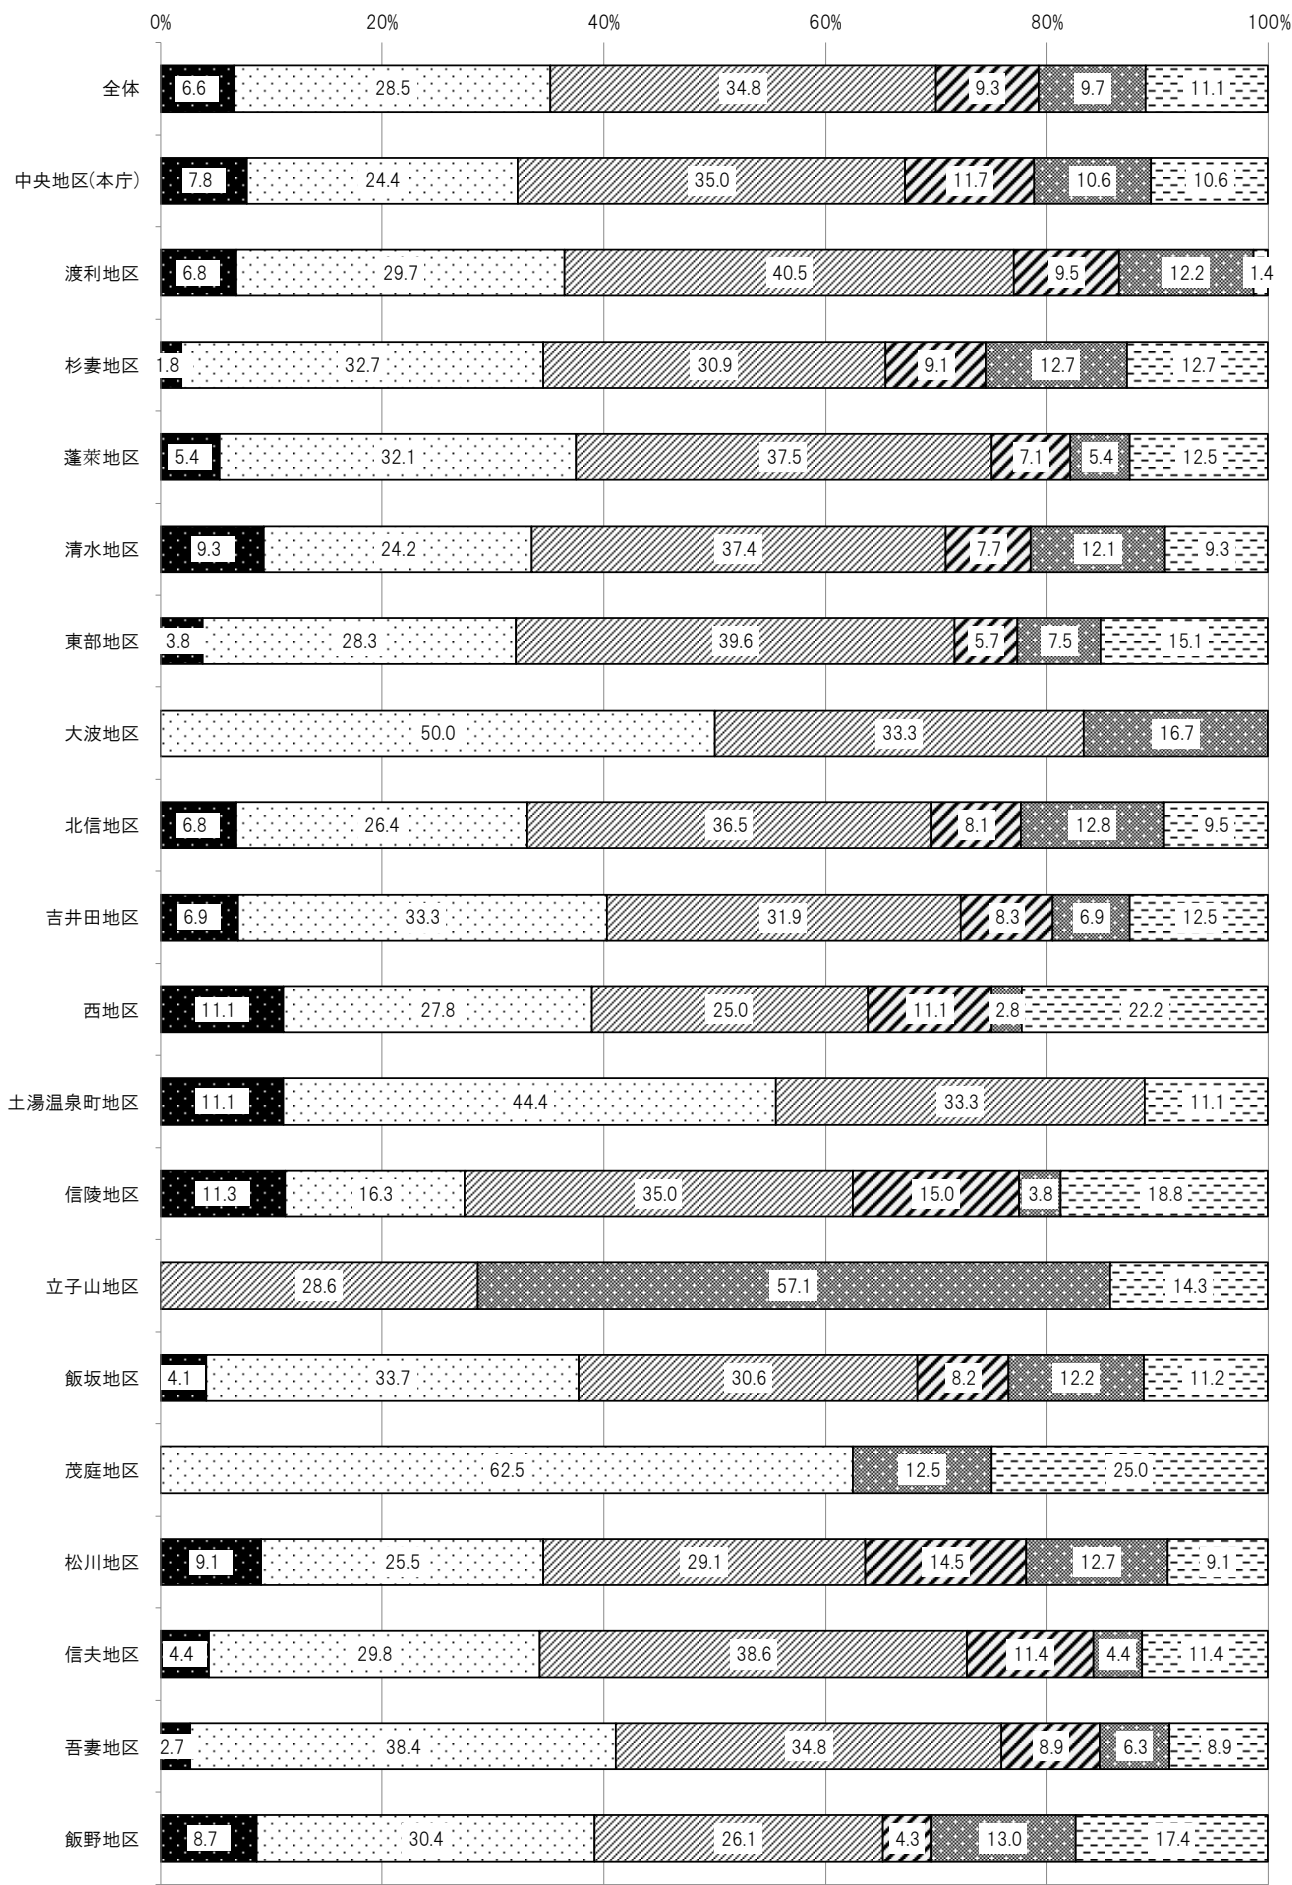 0% 20% 40% 60% 80% 100%
全体 6.6 28.5 34.8 9.3 9.7 11.1
中央地区(本庁) 7.8 24.4 35.0 11.7 10.6 10.6
渡利地区 6.8 29.7 40.5 9.5 12.2 1.4
杉妻地区 1.8 32.7 30.9 9.1 12.7 12.7
蓬萊地区 5.4 32.1 37.5 7.1 5.4 12.5
清水地区 9.3 24.2 37.4 7.7 12.1 9.3
東部地区 3.8 28.3 39.6 5.7 7.5 15.1
大波地区 50.0 33.3 16.7
北信地区 6.8 26.4 36.5 8.1 12.8 9.5
吉井田地区 6.9 33.3 31.9 8.3 6.9 12.5
西地区 11.1 27.8 25.0 11.1 2.8 22.2
土湯温泉町地区 11.1 44.4 33.3 11.1
信陵地区 11.3 16.3 35.0 15.0 3.8 18.8
立子山地区 28.6 57.1 14.3
飯坂地区 4.1 33.7 30.6 8.2 12.2 11.2
茂庭地区 62.5 12.5 25.0
松川地区 9.1 25.5 29.1 14.5 12.7 9.1
信夫地区 4.4 29.8 38.6 11.4 4.4 11.4
吾妻地区 2.7 38.4 34.8 8.9 6.3 8.9
飯野地区 8.7 30.4 26.1 4.3 13.0 17.4